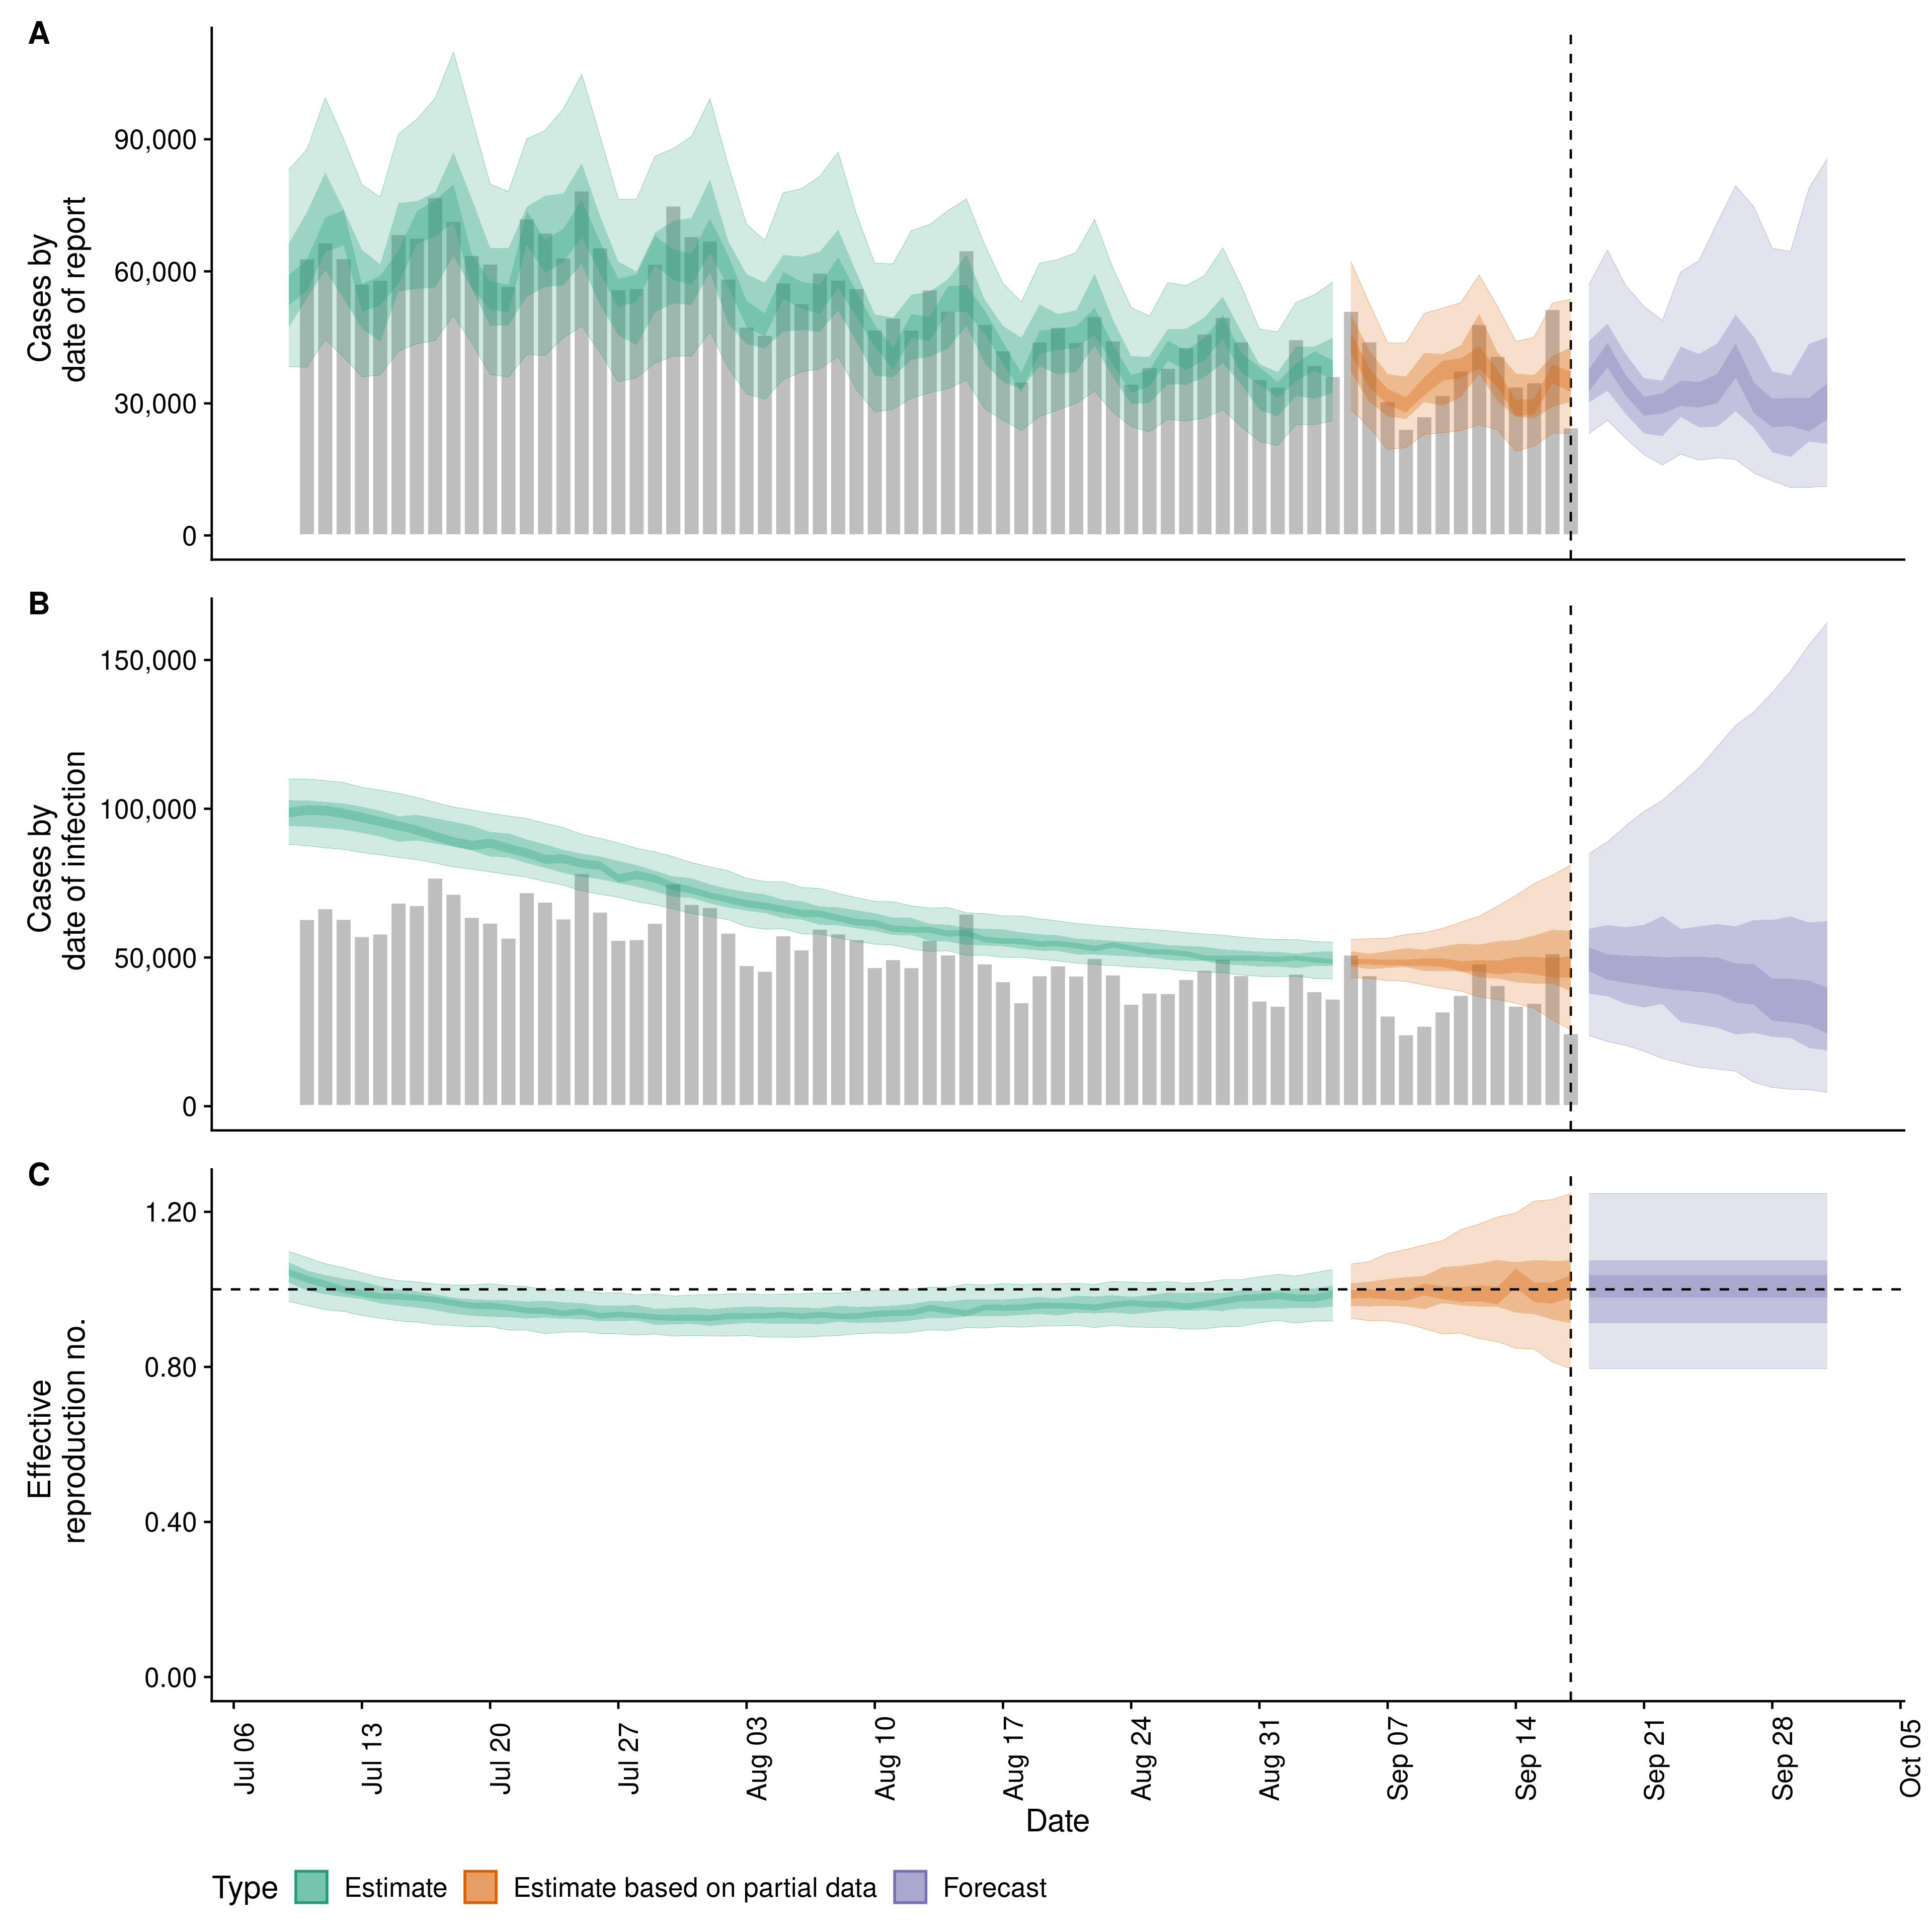 A
Cases by
date of report
90,000
60,000
30,000
0
B
Cases by
date of infection
150,000
100,000
50,000
0
C
Effective
reproduction no.
1.20
0.80
0.40
0.00
Jul 06
Jul 13
Jul 20
Jul 27
Aug 03
Aug 10
Aug 17
Aug 24
Aug 31
Sep 07
Sep 14
Sep 21
Sep 28
Oct 05
Date
Type Estimate Estimate based on partial data Forecast